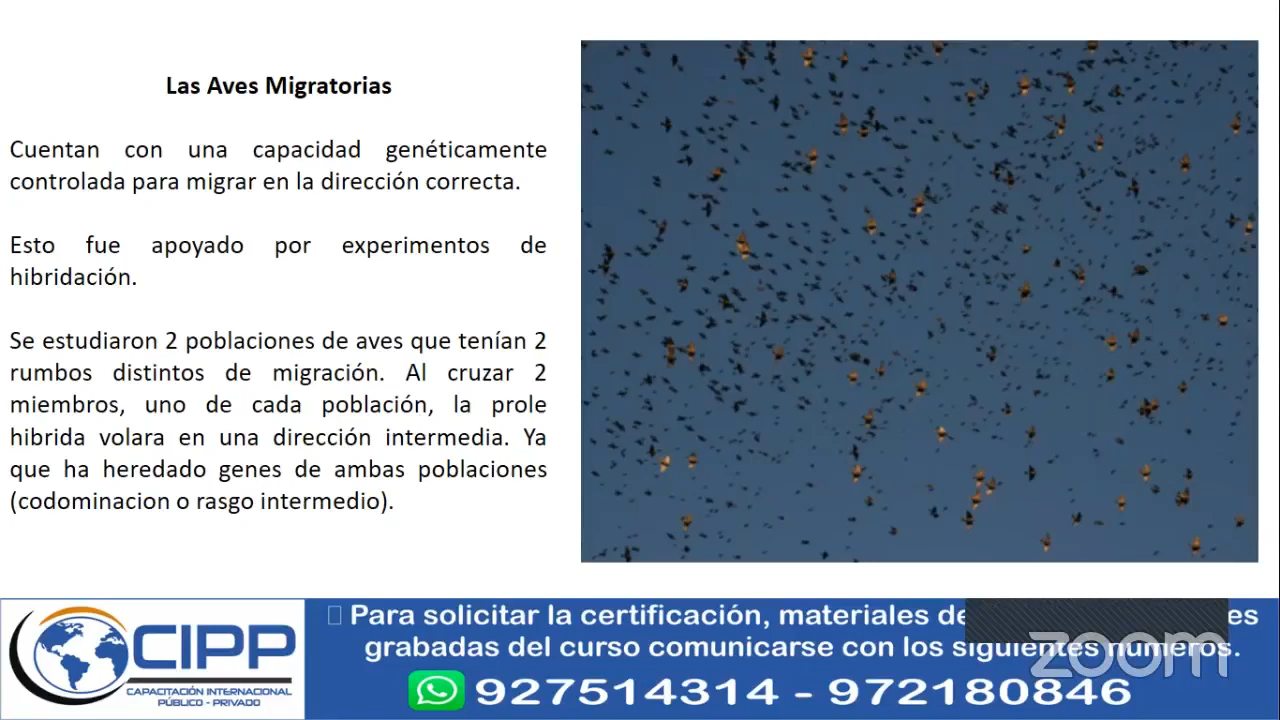 Las Aves Migratorias
Cuentan con una capacidad genéticamente
controlada para migrar en la dirección correcta.
Esto fue apoyado por experimentos de
hibridación.
Se estudiaron 2 poblaciones de aves que tenían 2
rumbos distintos de migración. Al cruzar 2
miembros, uno de cada población, la prole
hibrida volara en una dirección intermedia. Ya
que ha heredado genes de ambas poblaciones
(codominacion o rasgo intermedio).
CIPP
CAPACITACIÓN INTERNACIONAL
PÚBLICO - PRIVADO
Para solicitar la certificación, materiales
grabadas del curso comunicarse con los siguientes números.
927514314 - 972180846
zoom